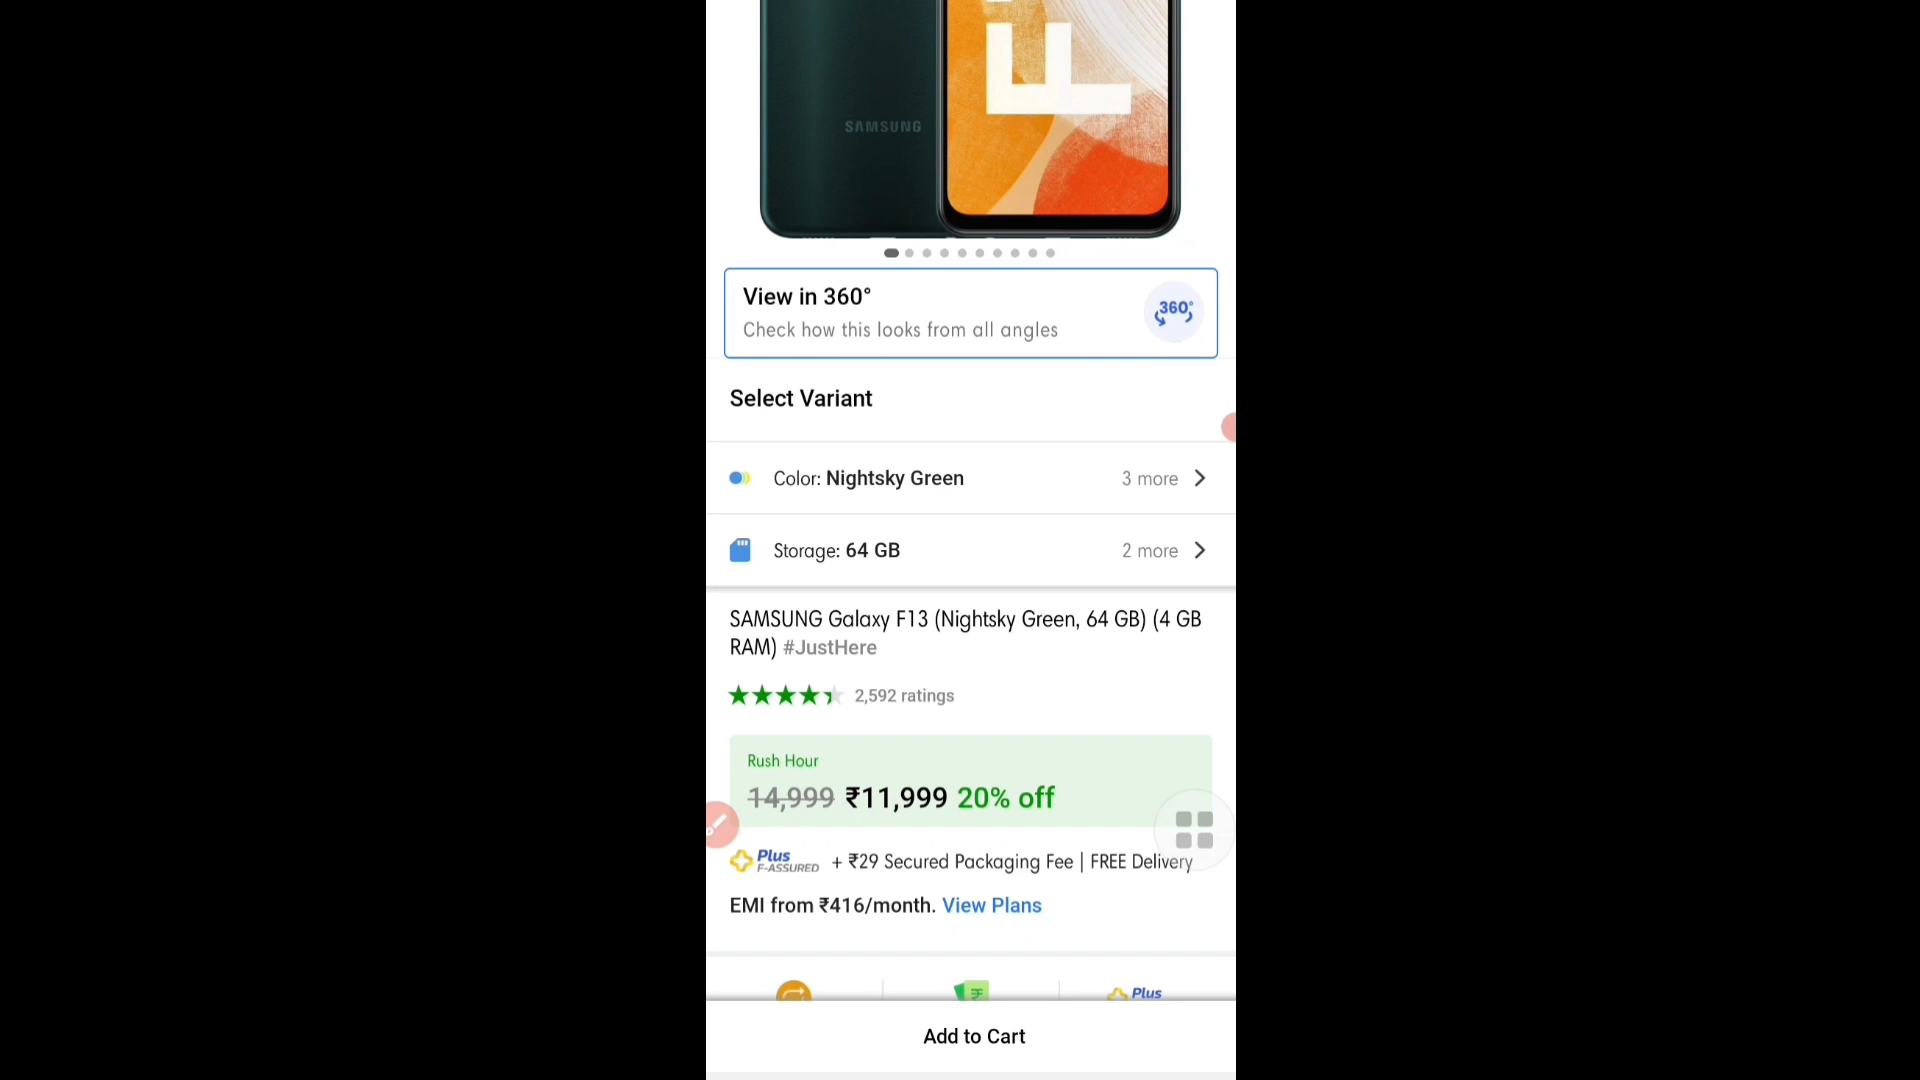 SAMSUNG
View in 360°
Check how this looks from all angles
360°
Select Variant
Color: Nightsky Green
3 more
Storage: 64 GB
2 more
SAMSUNG Galaxy F13 (Nightsky Green, 64 GB) (4 GB
RAM) #JustHere
2,592 ratings
Rush Hour
14,999 ₹11,999 20% off
Plus
F-ASSURED
+ ₹29 Secured Packaging Fee | FREE Delivery
EMI from ₹416/month. View Plans
Plus
Add to Cart